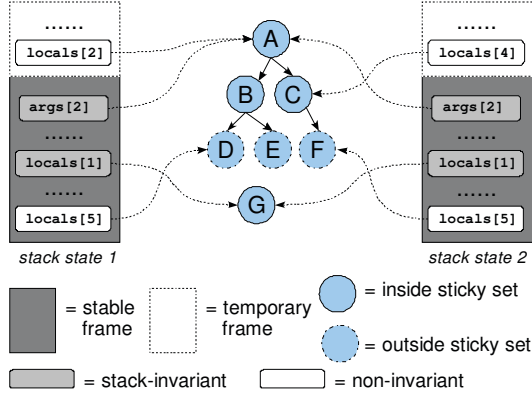 ......
locals[2]
args[2]
......
locals[1]
......
locals[5]
stack state 1
A
B
C
D
E
F
G
......
locals[4]
args[2]
......
locals[1]
......
locals[5]
stack state 2
= stable
frame
= temporary
frame
= inside sticky set
= outside sticky set
= stack-invariant
= non-invariant